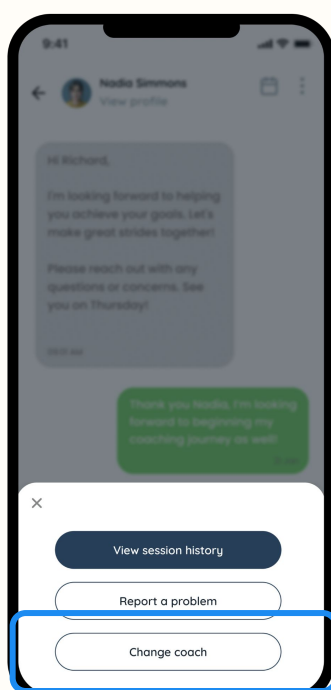 9:41
Nadia Simmons
View profile
Hi Richard,
I'm looking forward to helping
you achieve your goals. Let's
make great strides together!
Please reach out with any
questions or concerns. See
you on Thursday!
Thank you Nadia, I'm looking
forward to beginning my
coaching journey as well!
View session history
Report a problem
Change coach